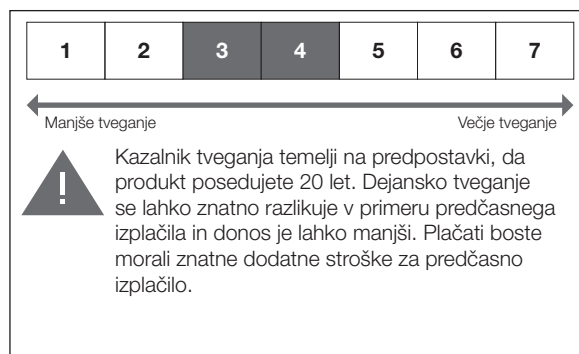 1 2 3 4 5 6 7
Manjše tveganje Večje tveganje
!
Kazalnik tveganja temelji na predpostavki, da
produkt posedujete 20 let. Dejansko tveganje
se lahko znatno razlikuje v primeru predčasnega
izplačila in donos je lahko manjši. Plačati boste
morali znatne dodatne stroške za predčasno
izplačilo.